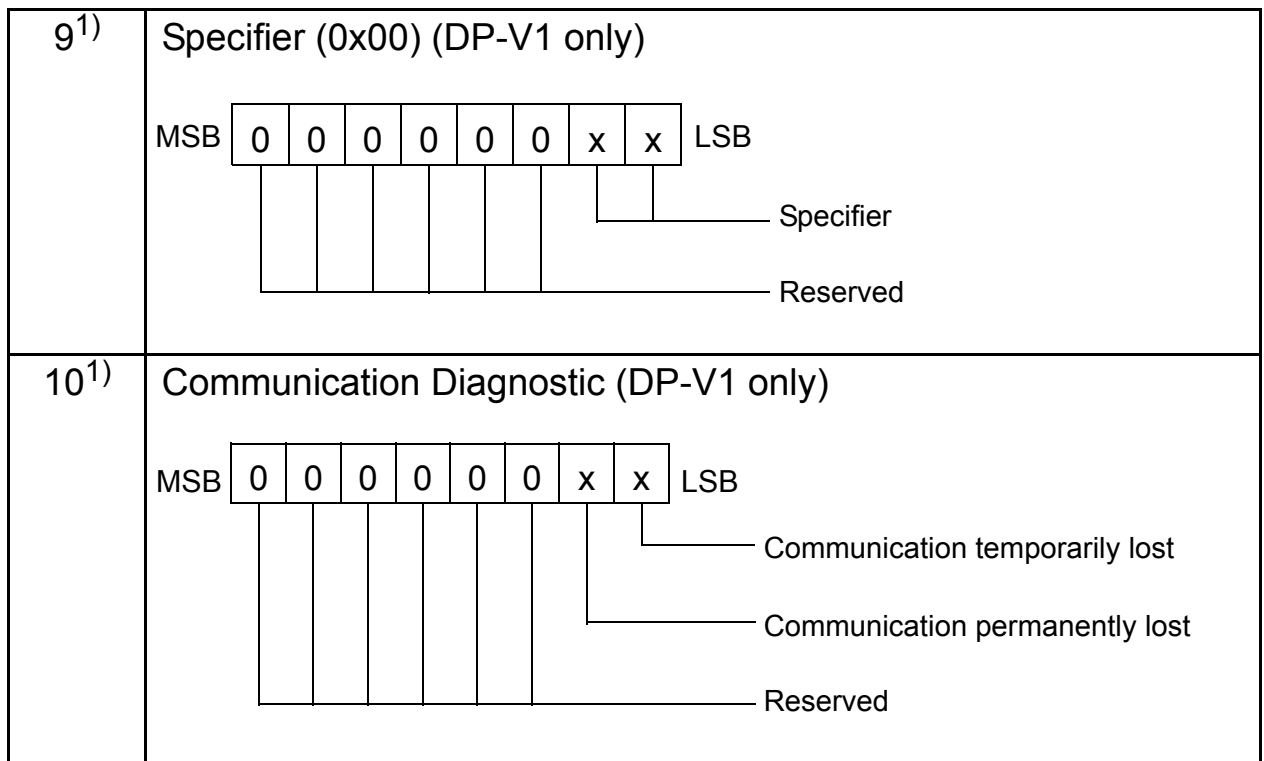 9¹⁾ Specifier (0x00) (DP-V1 only)
MSB 0 0 0 0 0 0 x x LSB
Specifier
Reserved
10¹⁾ Communication Diagnostic (DP-V1 only)
MSB 0 0 0 0 0 0 x x LSB
Communication temporarily lost
Communication permanently lost
Reserved